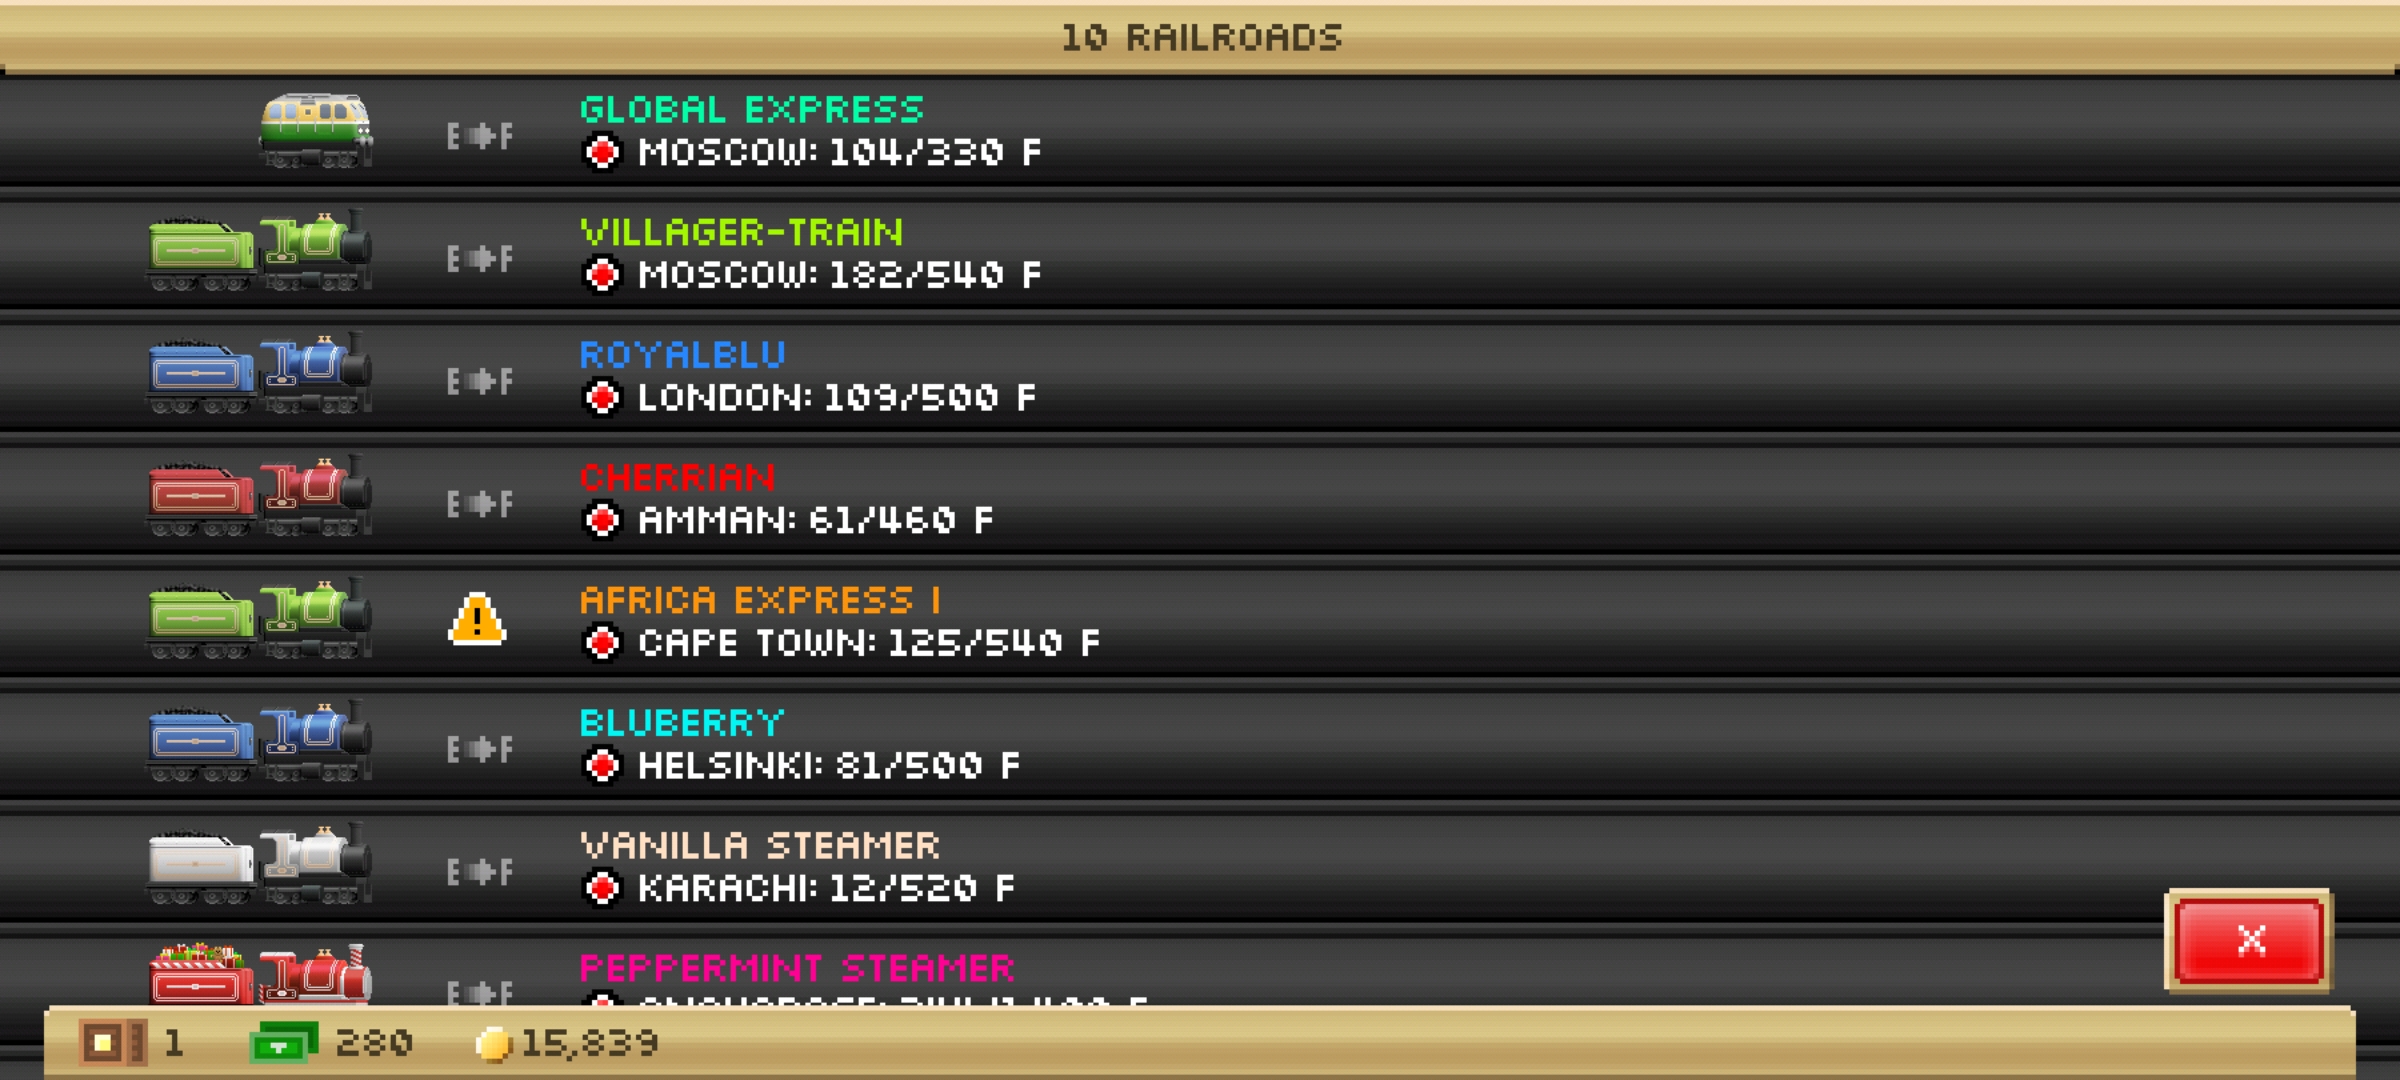 10 RAILROADS
GLOBAL EXPRESS
E F
MOSCOW: 104/330 F
VILLAGER-TRAIN
E F
MOSCOW: 182/540 F
ROYALBLU
E F
LONDON: 109/500 F
CHERRIAN
E F
AMMAN: 61/460 F
AFRICA EXPRESS I
!
CAPE TOWN: 125/540 F
BLUBERRY
E F
HELSINKI: 81/500 F
VANILLA STEAMER
E F
KARACHI: 12/520 F
PEPPERMINT STEAMER
E F
X
1 280 15,839